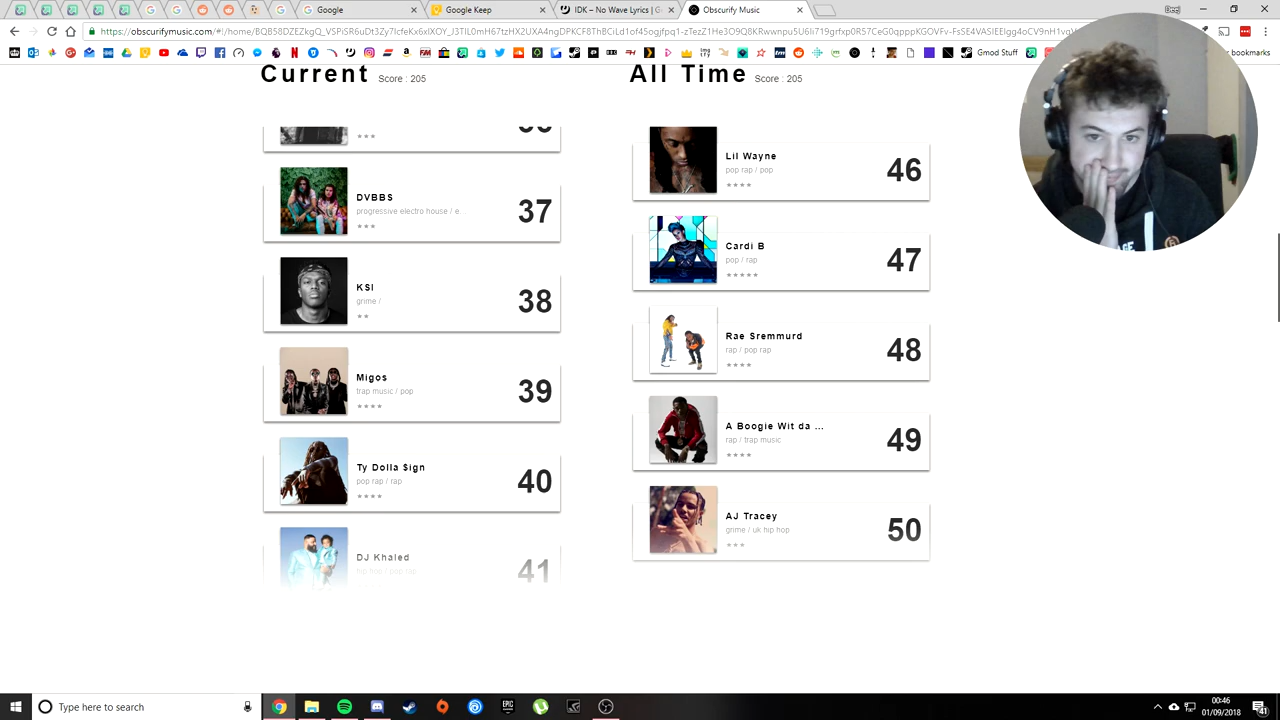 Google
Google Keep
IDK – No Wave Lyrics | G
Obscurify Music
Gmod Stuff
bookmarks
Current Score : 205
All Time Score : 205
DVBBS
progressive electro house / e...
37
KSI
grime /
38
Migos
trap music / pop
39
Ty Dolla $ign
pop rap / rap
40
DJ Khaled
hip hop / pop rap
41
Lil Wayne
pop rap / pop
46
Cardi B
pop / rap
47
Rae Sremmurd
rap / pop rap
48
A Boogie Wit da ...
rap / trap music
49
AJ Tracey
grime / uk hip hop
50
Type here to search
00:46
01/09/2018